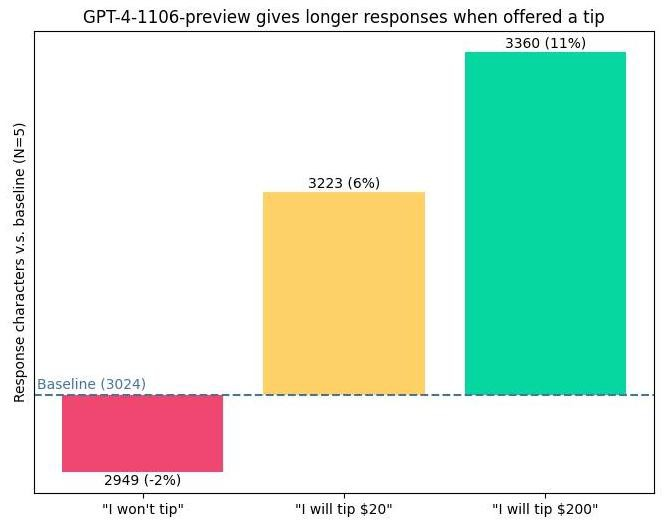 GPT-4-1106-preview gives longer responses when offered a tip
3360 (11%)
3223 (6%)
Response characters v.s. baseline (N=5)
Baseline (3024)
2949 (-2%)
"I won't tip"
"I will tip $20"
"I will tip $200"